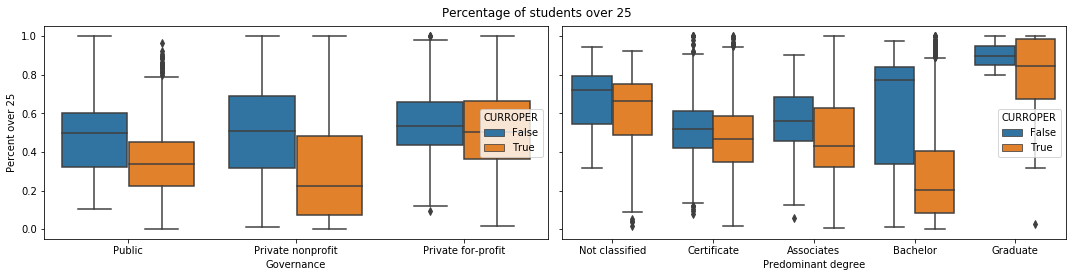 Percentage of students over 25
Percent over 25
1.0
0.8
0.6
0.4
0.2
0.0
CURROPER
False
True
Public
Private nonprofit
Private for-profit
Governance
CURROPER
False
True
Not classified
Certificate
Associates
Bachelor
Graduate
Predominant degree